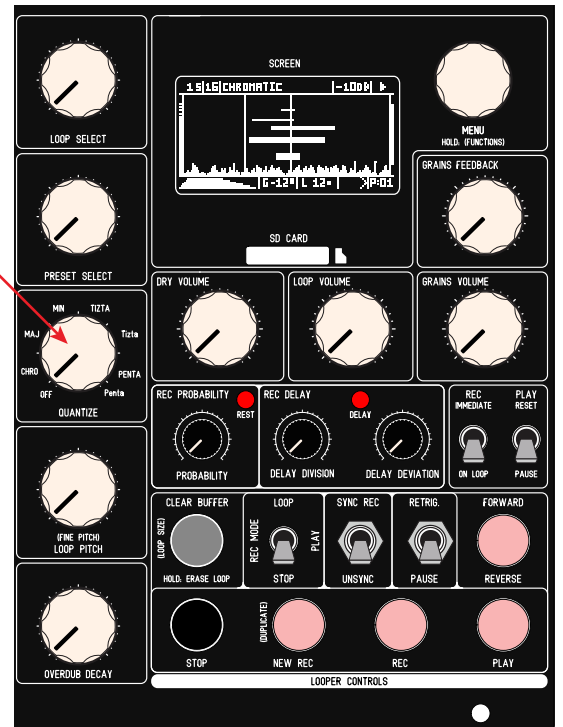 SCREEN
15|16|CHROMATIC |-100%|
G-12 | L 12 | P:01
MENU
HOLD: (FUNCTIONS)
LOOP SELECT
GRAINS FEEDBACK
SD CARD
PRESET SELECT
DRY VOLUME
LOOP VOLUME
GRAINS VOLUME
MIN
TIZTA
MAJ
Tizta
CHRO
PENTA
OFF
Penta
QUANTIZE
REC PROBABILITY
REST
PROBABILITY
REC DELAY
DELAY
DELAY DIVISION
DELAY DEVIATION
REC
IMMEDIATE
PLAY
RESET
ON LOOP
PAUSE
(FINE PITCH)
LOOP PITCH
CLEAR BUFFER
(LOOP SIZE)
HOLD: ERASE LOOP
LOOP
REC MODE
PLAY
STOP
SYNC REC
UNSYNC
RETRIG.
PAUSE
FORWARD
REVERSE
OVERDUB DECAY
STOP
(DUPLICATE)
NEW REC
REC
PLAY
LOOPER CONTROLS